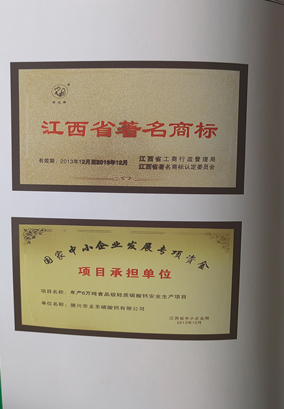 江西省著名商标
有效期：2013年12月至2016年12月
江西省工商行政管理局
江西省著名商标认定委员会
国家中小企业发展专项资金
项目承担单位
项目名称：年产6万吨食品级轻质碳酸钙安全生产项目
单位名称：德兴市金东碳酸钙有限公司
江西省中小企业局
2013年12月